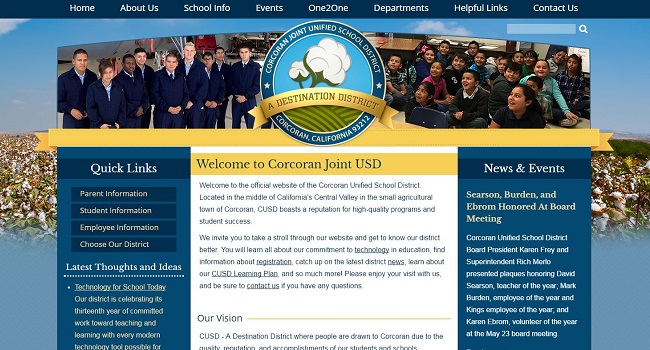 Home About Us School Info Events One2One Departments Helpful Links Contact Us
CORCORAN JOINT UNIFIED SCHOOL DISTRICT
A DESTINATION DISTRICT
CORCORAN, CALIFORNIA 93212
Quick Links
Parent Information
Student Information
Employee Information
Choose Our District
Latest Thoughts and Ideas
Technology for School Today
Our district is celebrating its
thirteenth year of committed
work toward teaching and
learning with every modern
technology tool possible for
Welcome to Corcoran Joint USD
Welcome to the official website of the Corcoran Unified School District.
Located in the middle of California's Central Valley in the small agricultural
town of Corcoran, CUSD boasts a reputation for high-quality programs and
student success.
We invite you to take a stroll through our website and get to know our district
better. You will learn all about our commitment to technology in education, find
information about registration, catch up on the latest district news, learn about
our CUSD Learning Plan, and so much more! Please enjoy your visit with us,
and be sure to contact us if you have any questions.
Our Vision
CUSD - A Destination District where people are drawn to Corcoran due to the
quality, reputation, and accomplishments of our students and schools.
News & Events
Searson, Burden, and
Ebrom Honored At Board
Meeting
Corcoran Unified School District
Board President Karen Frey and
Superintendent Rich Merlo
presented plaques honoring David
Searson, teacher of the year; Mark
Burden, employee of the year and
Kings employee of the year; and
Karen Ebrom, volunteer of the year
at the May 23 board meeting.